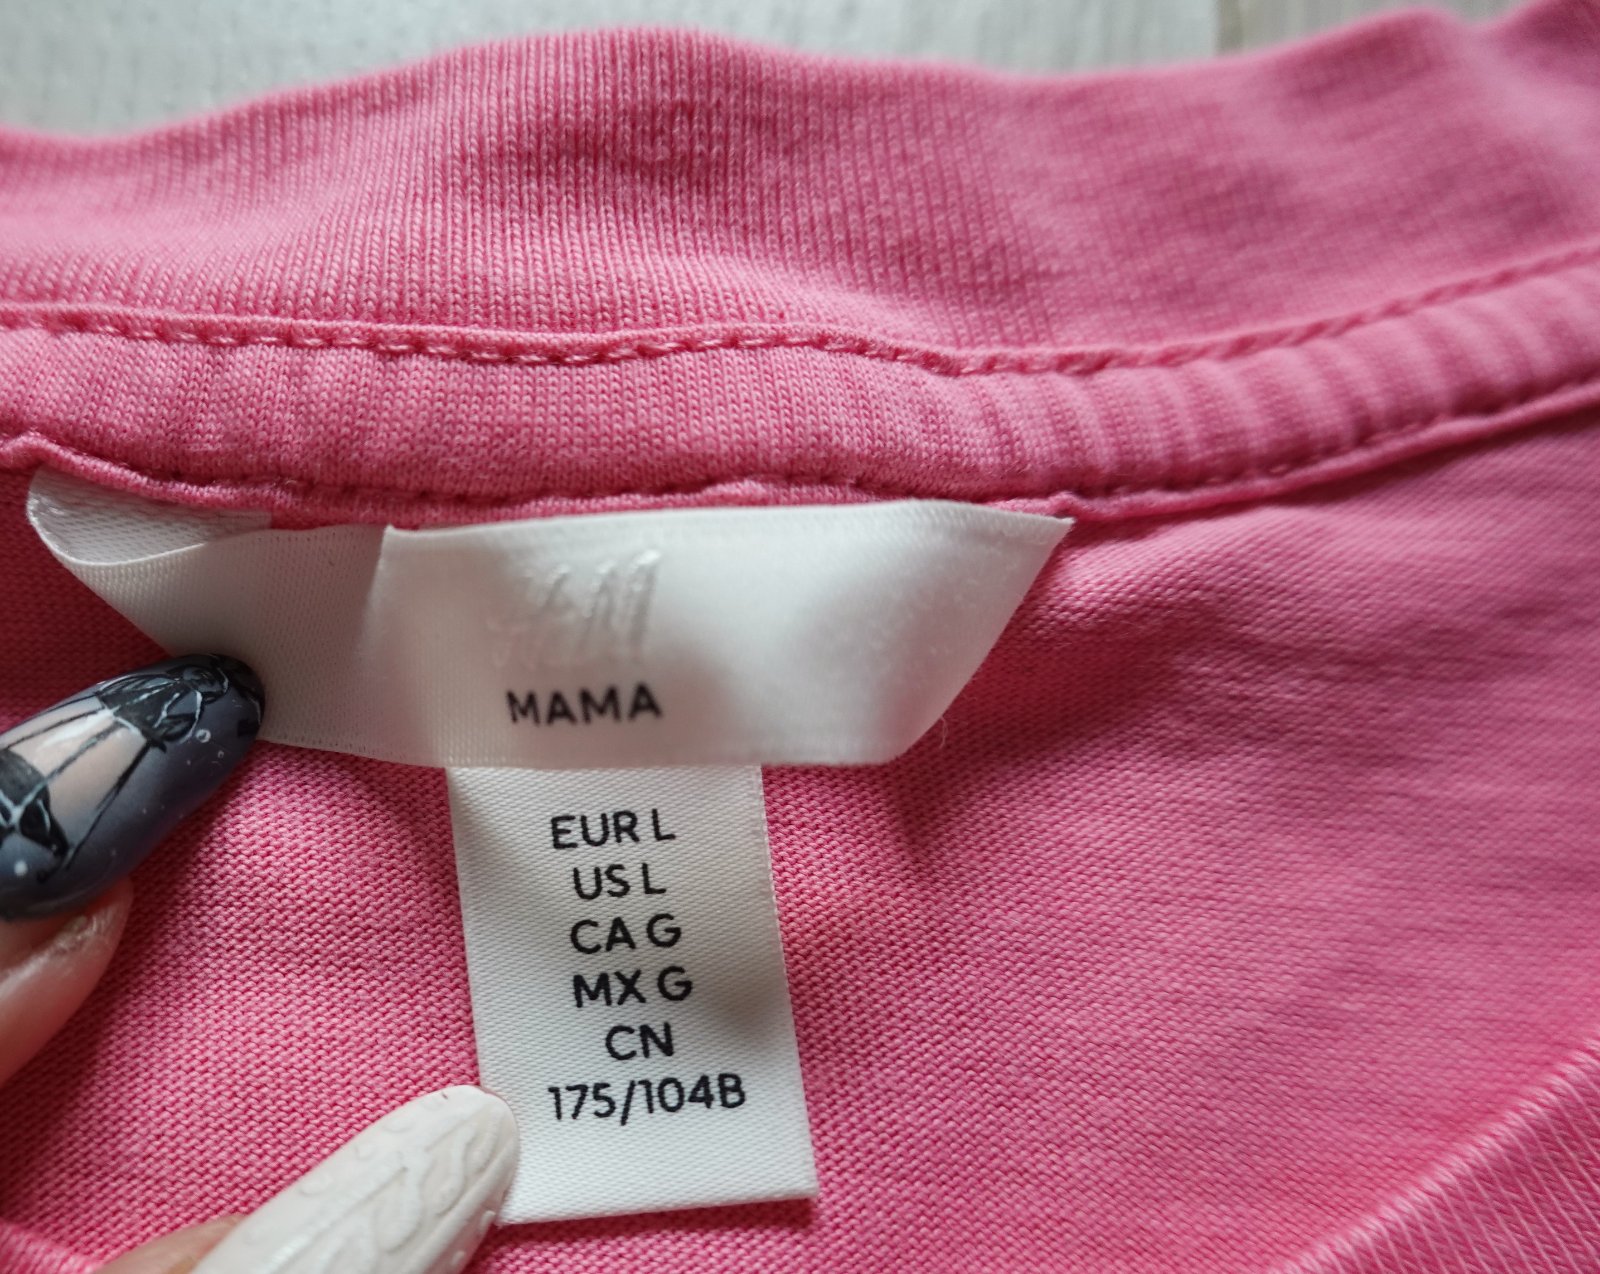 H&M
MAMA
EUR L
US L
CA G
MX G
CN
175/104B